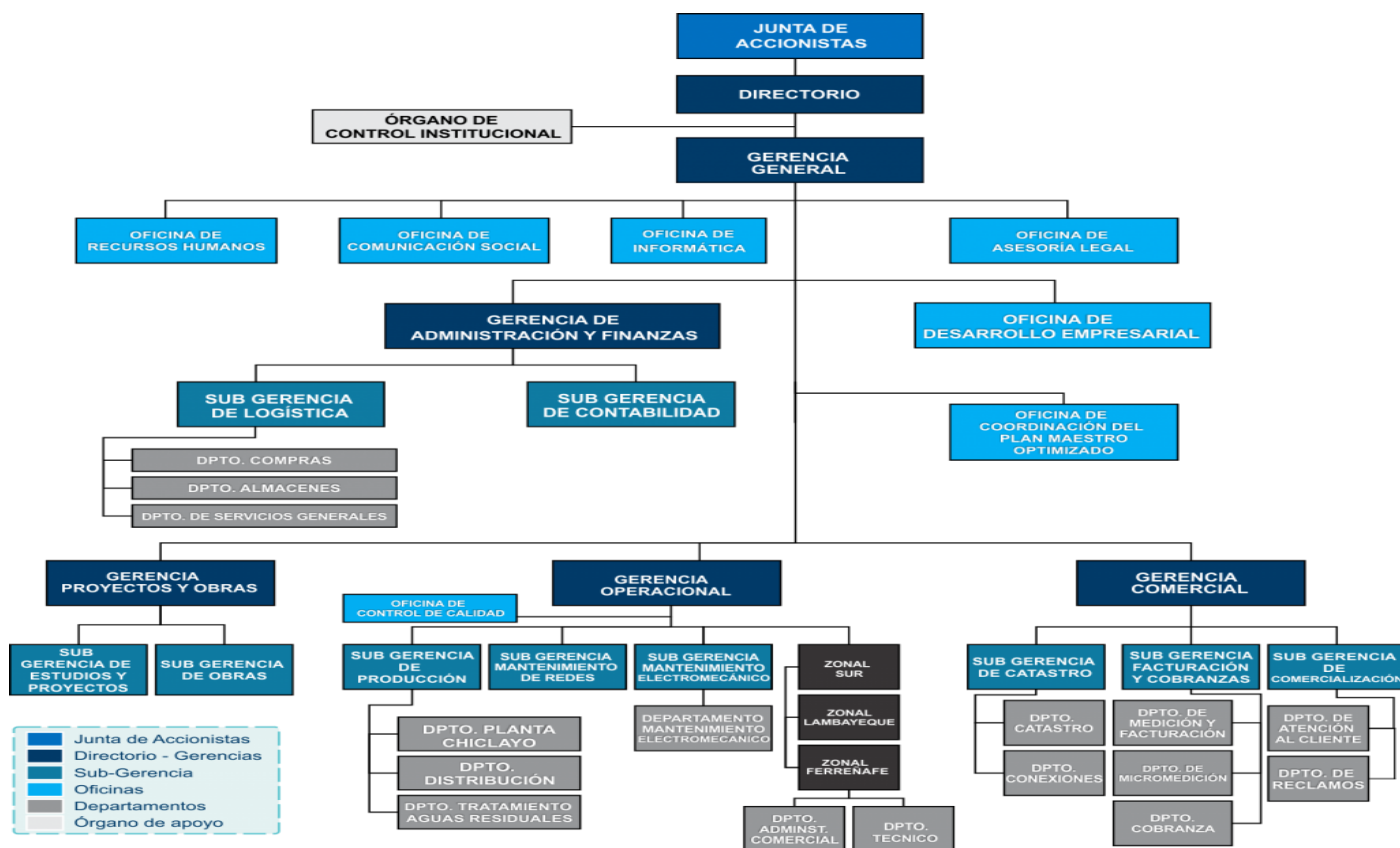 JUNTA DE
ACCIONISTAS
DIRECTORIO
ÓRGANO DE
CONTROL INSTITUCIONAL
GERENCIA
GENERAL
OFICINA DE
RECURSOS HUMANOS
OFICINA DE
COMUNICACIÓN SOCIAL
OFICINA DE
INFORMÁTICA
OFICINA DE
ASESORÍA LEGAL
GERENCIA DE
ADMINISTRACIÓN Y FINANZAS
OFICINA DE
DESARROLLO EMPRESARIAL
SUB GERENCIA
DE LOGÍSTICA
SUB GERENCIA
DE CONTABILIDAD
OFICINA DE
COORDINACIÓN DEL
PLAN MAESTRO
OPTIMIZADO
DPTO. COMPRAS
DPTO. ALMACENES
DPTO. DE SERVICIOS GENERALES
GERENCIA
PROYECTOS Y OBRAS
GERENCIA
OPERACIONAL
GERENCIA
COMERCIAL
OFICINA DE
CONTROL DE CALIDAD
SUB
GERENCIA DE
ESTUDIOS Y
PROYECTOS
SUB GERENCIA
DE OBRAS
SUB GERENCIA
DE
PRODUCCIÓN
SUB GERENCIA
MANTENIMIENTO
DE REDES
SUB GERENCIA
MANTENIMIENTO
ELECTROMECÁNICO
ZONAL
SUR
ZONAL
LAMBAYEQUE
ZONAL
FERREÑAFE
SUB GERENCIA
DE CATASTRO
SUB GERENCIA
FACTURACIÓN
Y COBRANZAS
SUB GERENCIA
DE
COMERCIALIZACIÓN
DPTO. PLANTA
CHICLAYO
DPTO.
DISTRIBUCIÓN
DPTO. TRATAMIENTO
AGUAS RESIDUALES
DEPARTAMENTO
MANTENIMIENTO
ELECTROMECANICO
DPTO.
ADMINST.
COMERCIAL
DPTO.
TECNICO
DPTO.
CATASTRO
DPTO.
CONEXIONES
DPTO. DE
MEDICIÓN Y
FACTURACIÓN
DPTO. DE
MICROMEDICIÓN
DPTO.
COBRANZA
DPTO. DE
ATENCIÓN
AL CLIENTE
DPTO. DE
RECLAMOS
Junta de Accionistas
Directorio - Gerencias
Sub-Gerencia
Oficinas
Departamentos
Órgano de apoyo